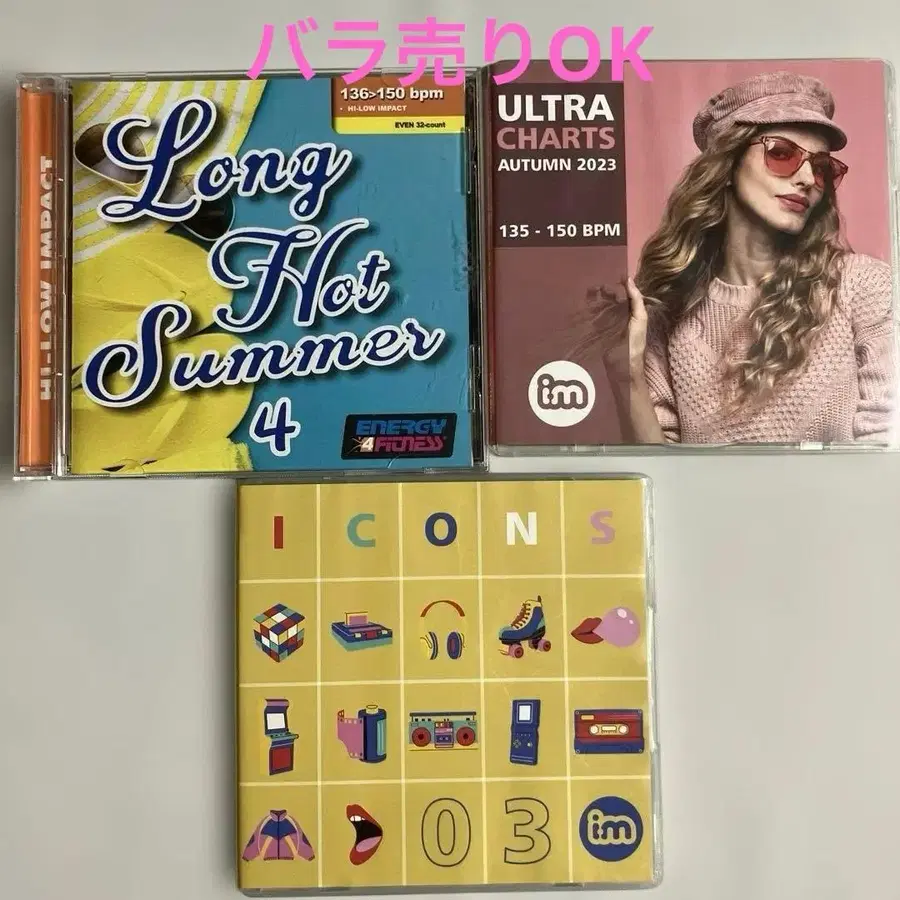 バラ売りOK
HI-LOW IMPACT
136>150 bpm
• HI-LOW IMPACT
EVEN 32-count
Long
Hot
Summer
4
ENERGY
4 FITNESS
ULTRA
CHARTS
AUTUMN 2023
135 - 150 BPM
im
ICONS
03
im